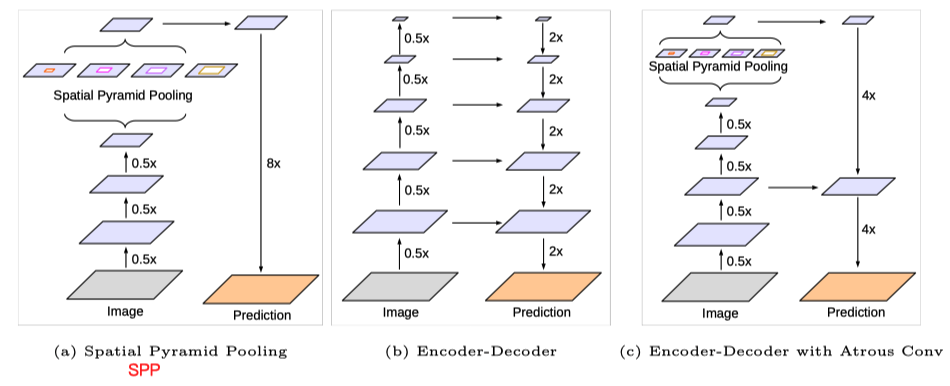 Spatial Pyramid Pooling
0.5x
0.5x
0.5x
8x
Image
Prediction
(a) Spatial Pyramid Pooling
SPP
0.5x
0.5x
0.5x
0.5x
0.5x
2x
2x
2x
2x
2x
Image
Prediction
(b) Encoder-Decoder
Spatial Pyramid Pooling
0.5x
0.5x
0.5x
0.5x
4x
4x
Image
Prediction
(c) Encoder-Decoder with Atrous Conv